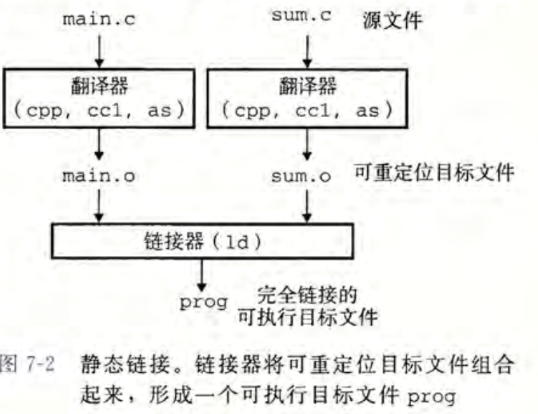 main.c sum.c 源文件
翻译器 翻译器
(cpp, cc1, as) (cpp, cc1, as)
main.o sum.o 可重定位目标文件
链接器(ld)
prog 完全链接的
可执行目标文件
图 7-2 静态链接。链接器将可重定位目标文件组合
起来，形成一个可执行目标文件 prog